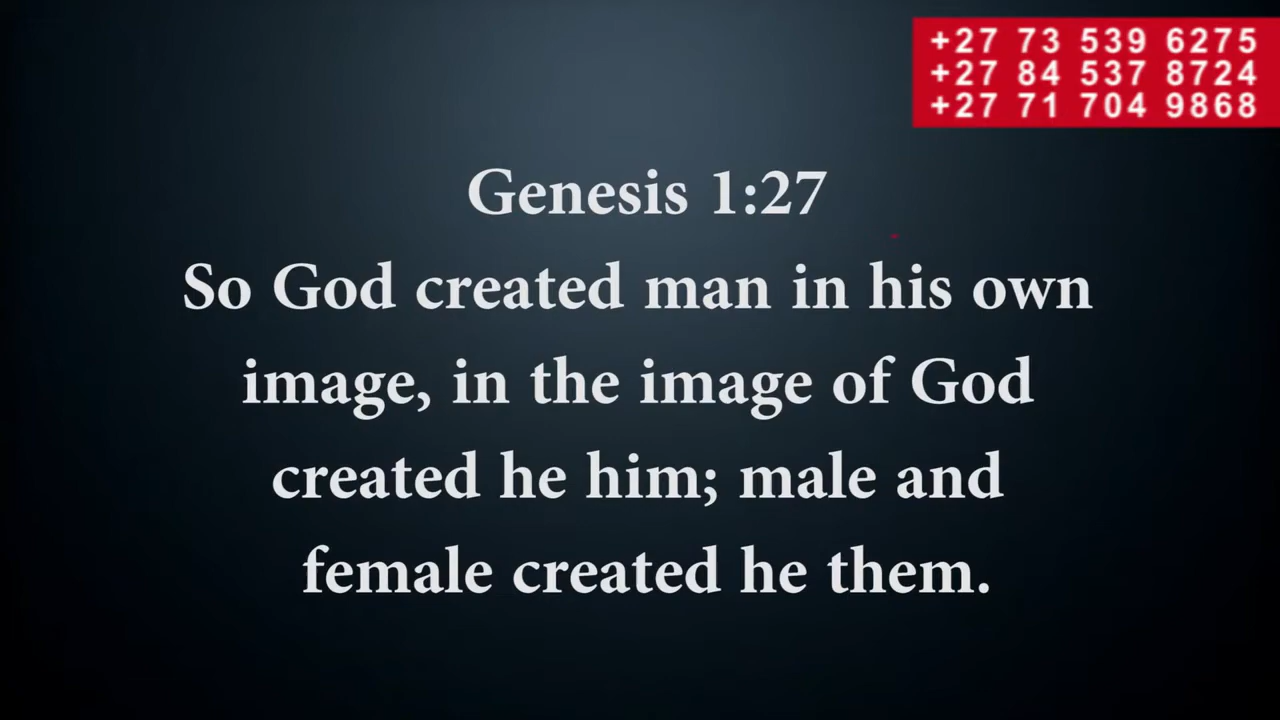 +27 73 539 6275
+27 84 537 8724
+27 71 704 9868
Genesis 1:27
So God created man in his own
image, in the image of God
created he him; male and
female created he them.